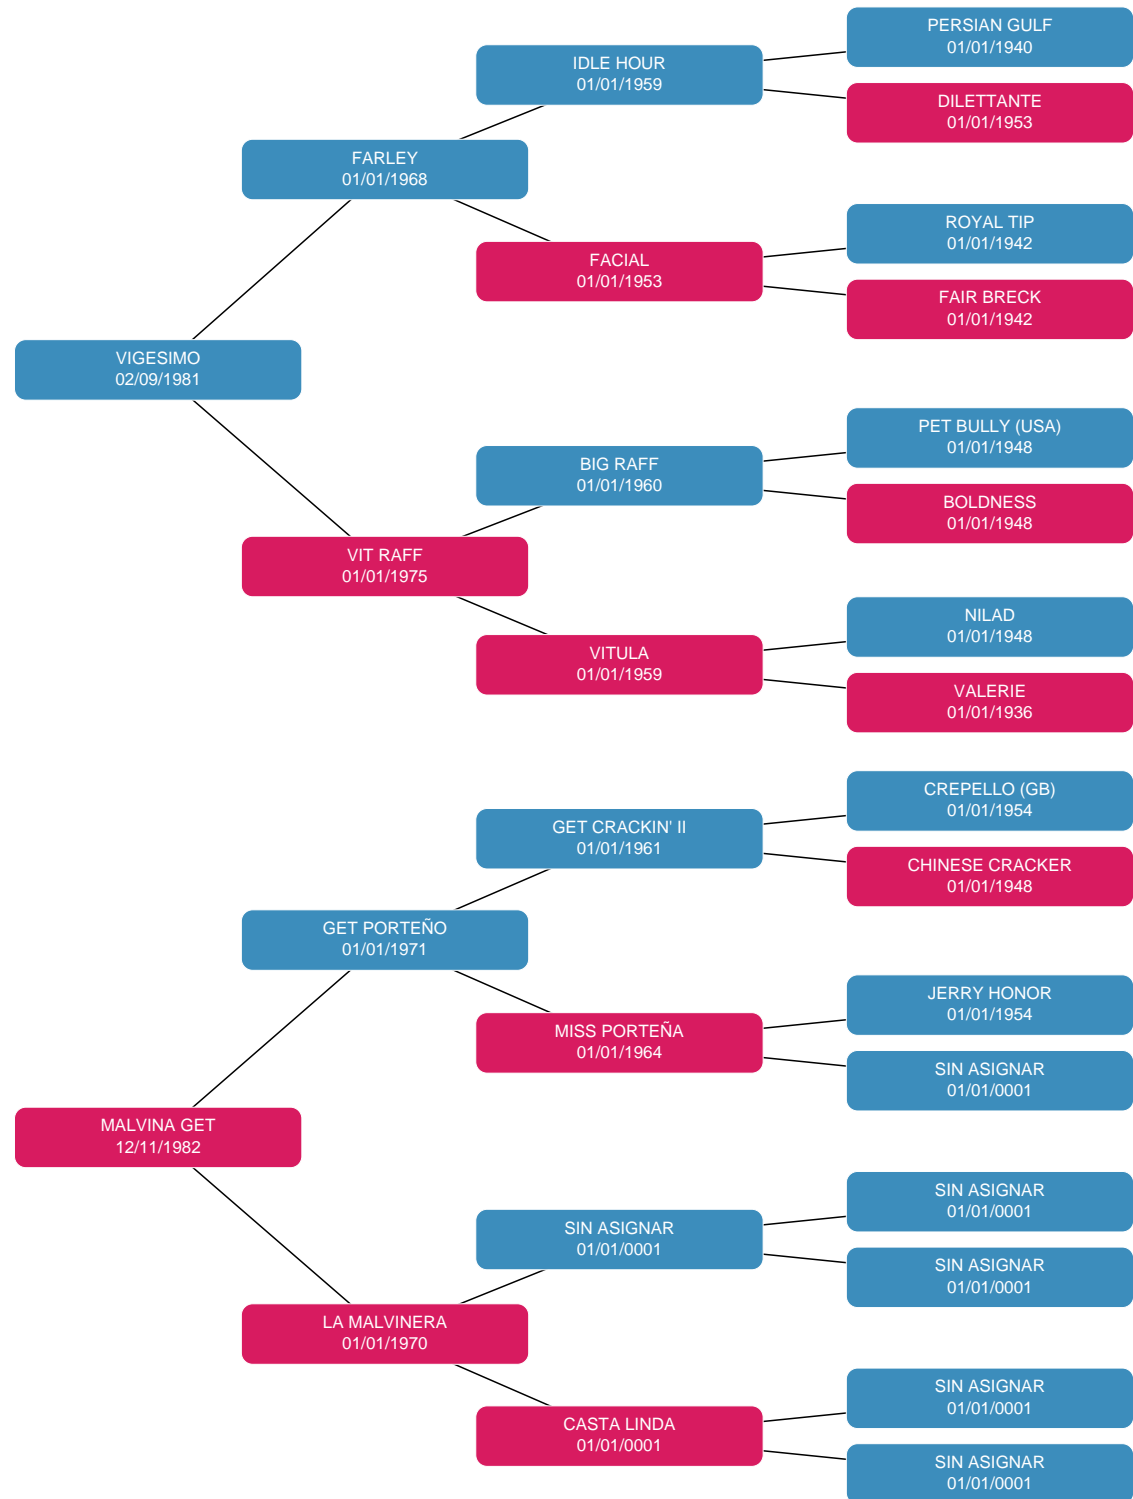 PERSIAN GULF
01/01/1940
IDLE HOUR
01/01/1959
DILETTANTE
01/01/1953
FARLEY
01/01/1968
ROYAL TIP
01/01/1942
FACIAL
01/01/1953
FAIR BRECK
01/01/1942
VIGESIMO
02/09/1981
PET BULLY (USA)
01/01/1948
BIG RAFF
01/01/1960
BOLDNESS
01/01/1948
VIT RAFF
01/01/1975
NILAD
01/01/1948
VITULA
01/01/1959
VALERIE
01/01/1936
CREPELLO (GB)
01/01/1954
GET CRACKIN' II
01/01/1961
CHINESE CRACKER
01/01/1948
GET PORTEÑO
01/01/1971
JERRY HONOR
01/01/1954
MISS PORTEÑA
01/01/1964
SIN ASIGNAR
01/01/0001
MALVINA GET
12/11/1982
SIN ASIGNAR
01/01/0001
SIN ASIGNAR
01/01/0001
SIN ASIGNAR
01/01/0001
LA MALVINERA
01/01/1970
SIN ASIGNAR
01/01/0001
CASTA LINDA
01/01/0001
SIN ASIGNAR
01/01/0001